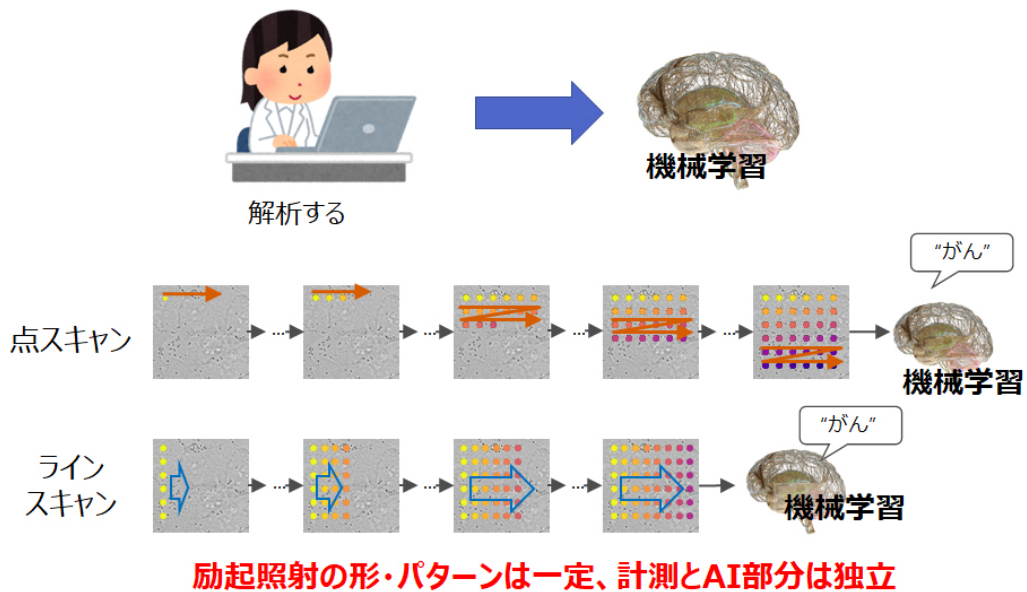 機械学習
解析する
"がん"
点スキャン
...
...
...
...
機械学習
"がん"
ライン
スキャン
...
...
...
機械学習
励起照射の形・パターンは一定、計測とAI部分は独立